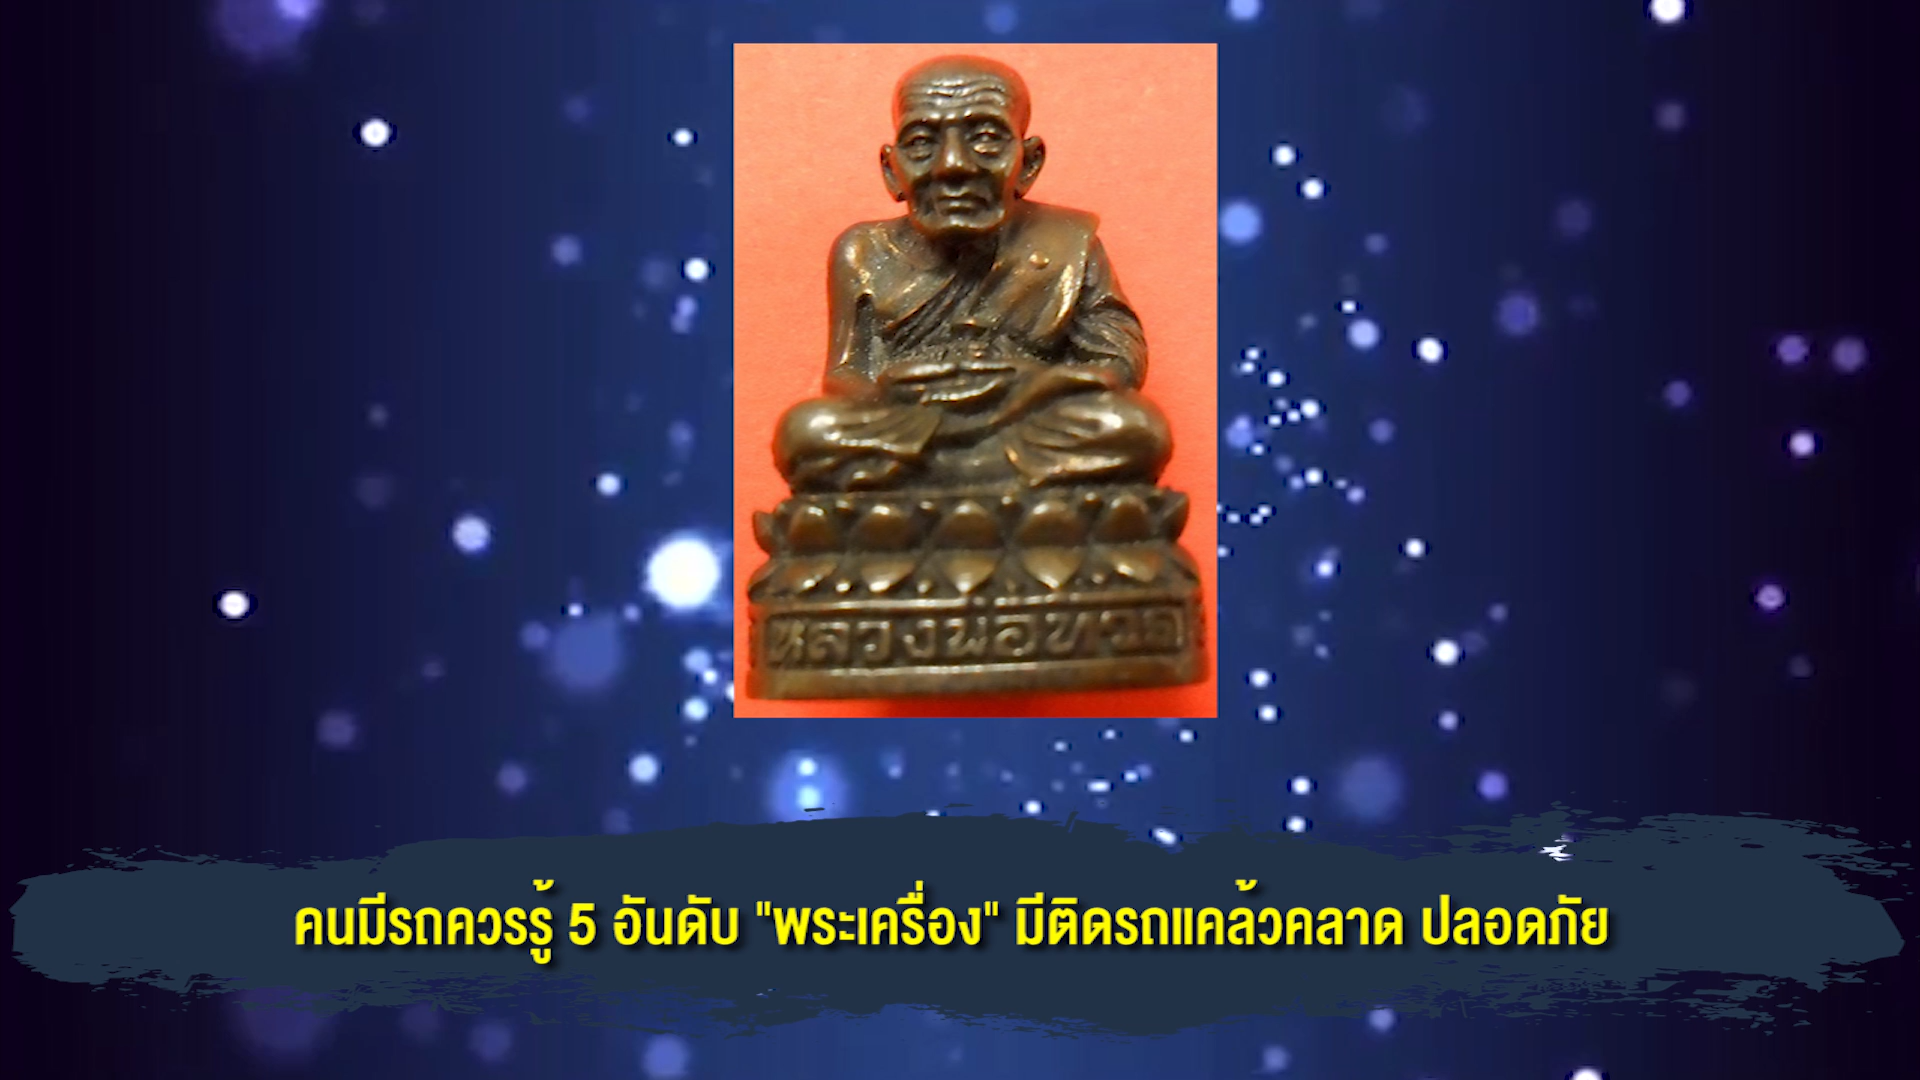 หลวงพ่อทวด
คนมีรถควรรู้ 5 อันดับ "พระเครื่อง" มีติดรถแคล้วคลาด ปลอดภัย